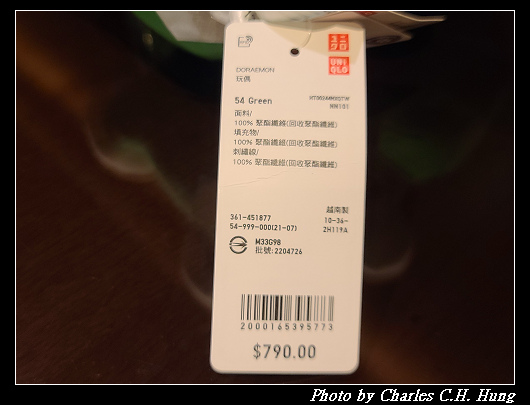 ユニ
クロ
UNI
QLO
DORAEMON
玩偶
54 Green
HN101
面料/
100% 聚酯纖維(回收聚酯纖維)
填充物/
100% 聚酯纖維(回收聚酯纖維)
刺繡線/
100% 聚酯纖維(回收聚酯纖維)
361-451877
越南製
54-999-000(21-07)
10-36-
2H119A
M33G98
批號:2204726
2000165395773
$790.00
Photo by Charles C.H. Hung